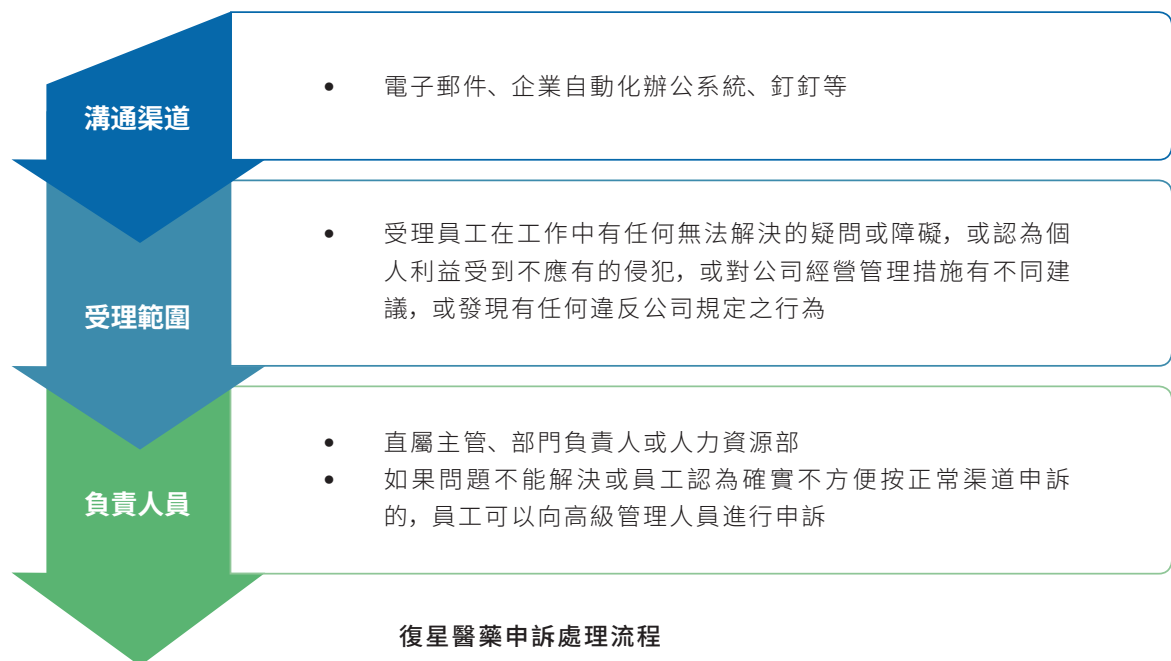 溝通渠道
• 電子郵件、企業自動化辦公系統、釘釘等
受理範圍
• 受理員工在工作中有任何無法解決的疑問或障礙，或認為個
人利益受到不應有的侵犯，或對公司經營管理措施有不同建
議，或發現有任何違反公司規定之行為
負責人員
• 直屬主管、部門負責人或人力資源部
• 如果問題不能解決或員工認為確實不方便按正常渠道申訴
的，員工可以向高級管理人員進行申訴
復星醫藥申訴處理流程